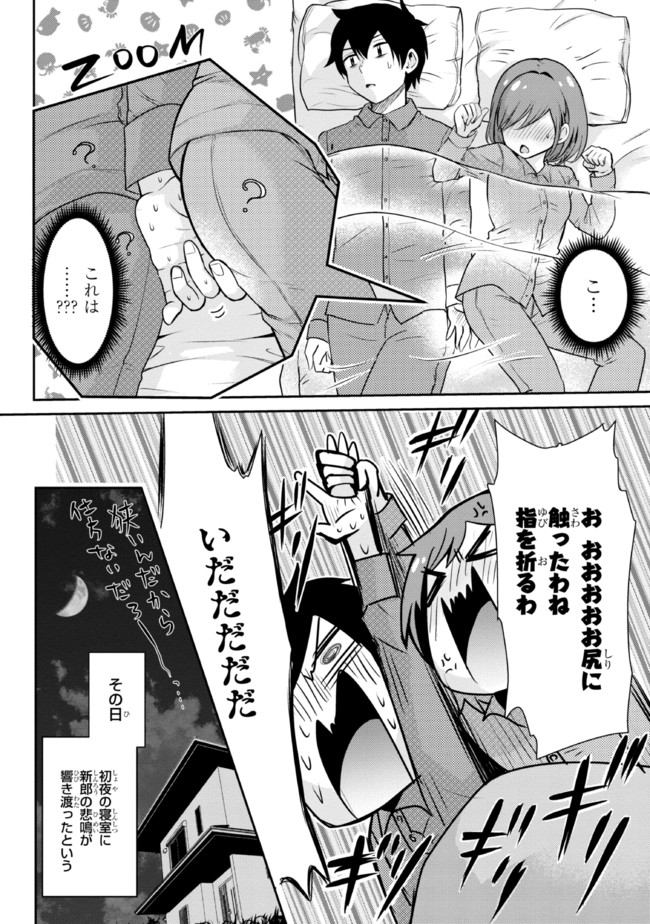 こ…
ZOOM
?
?
?
?
これは
……???
お おおおおお尻に
触ったわね
指を折るわ
いだだだだだ
狭いんだから
仕方ないだろー
その日
初夜の寝室に
新郎の悲鳴が
響き渡ったという